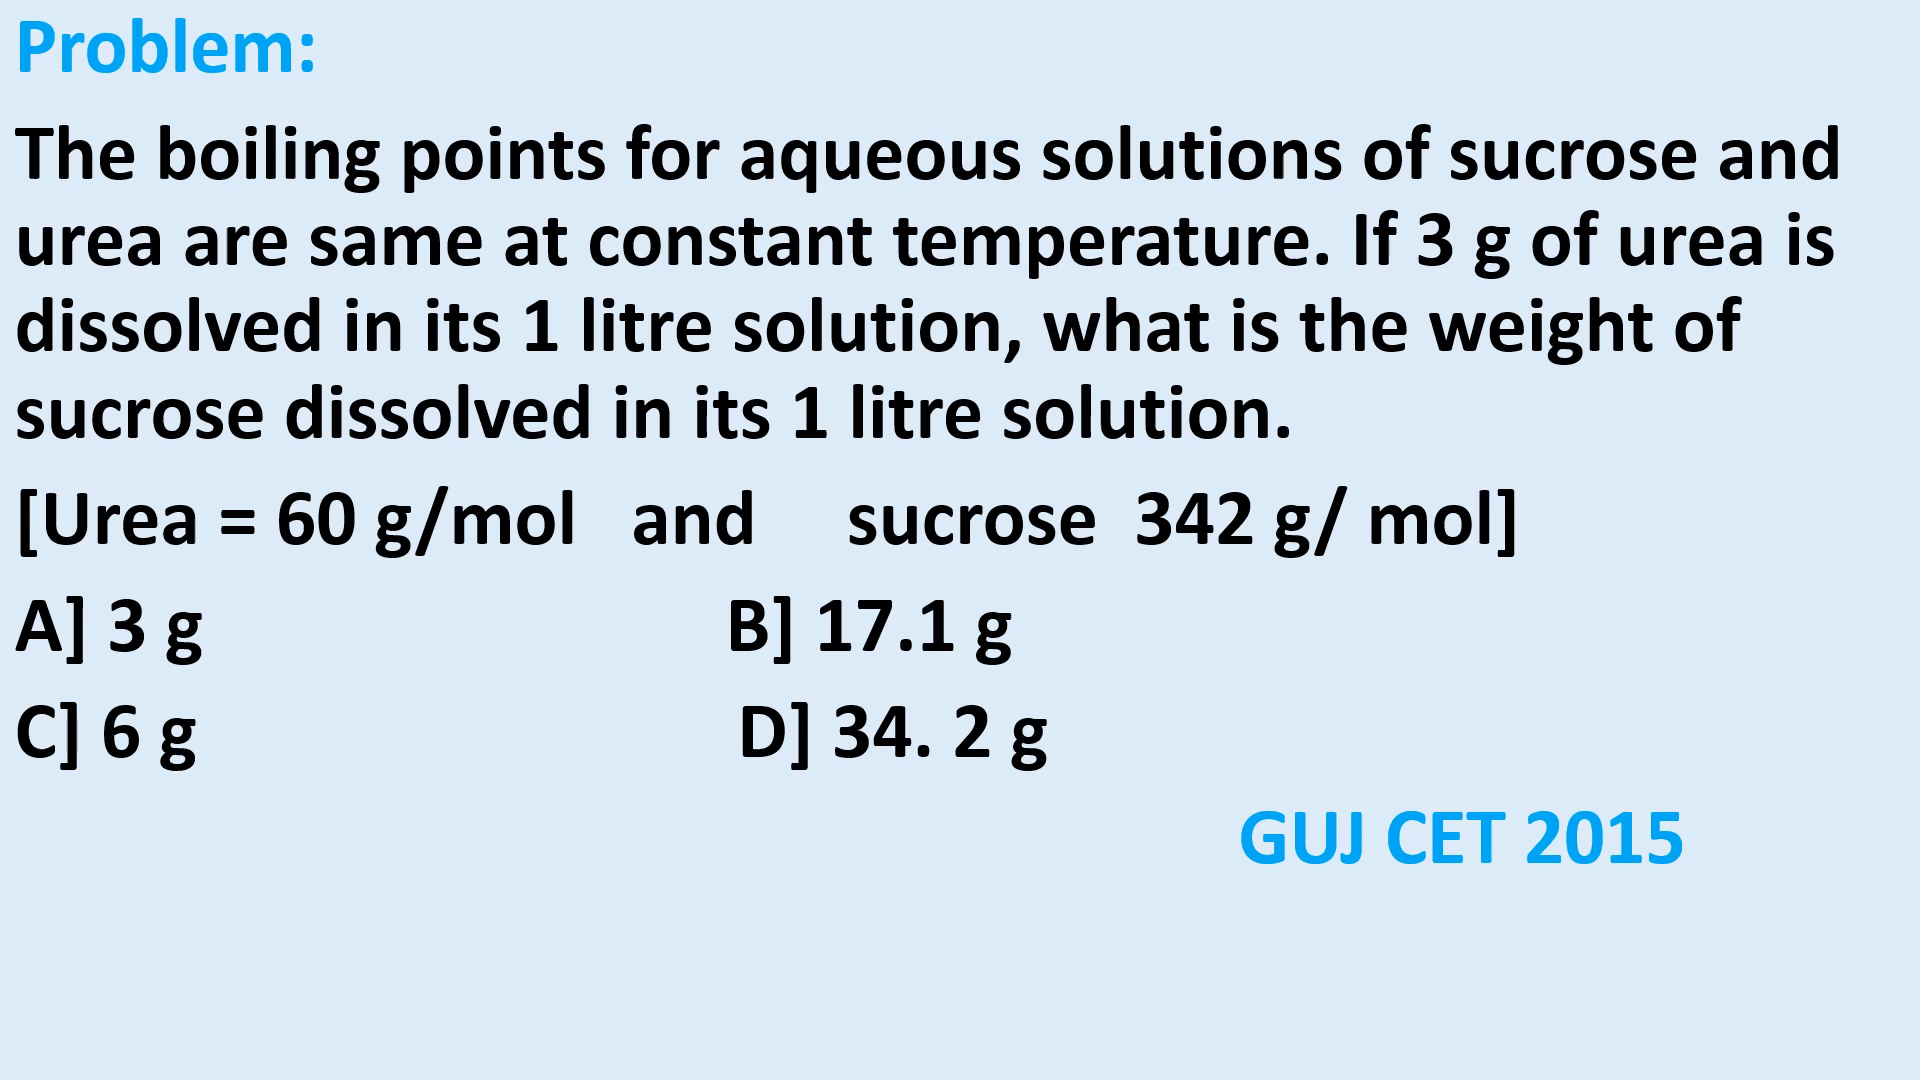 Problem:
The boiling points for aqueous solutions of sucrose and
urea are same at constant temperature. If 3 g of urea is
dissolved in its 1 litre solution, what is the weight of
sucrose dissolved in its 1 litre solution.
[Urea = 60 g/mol and sucrose 342 g/ mol]
A] 3 g B] 17.1 g
C] 6 g D] 34. 2 g
GUJ CET 2015